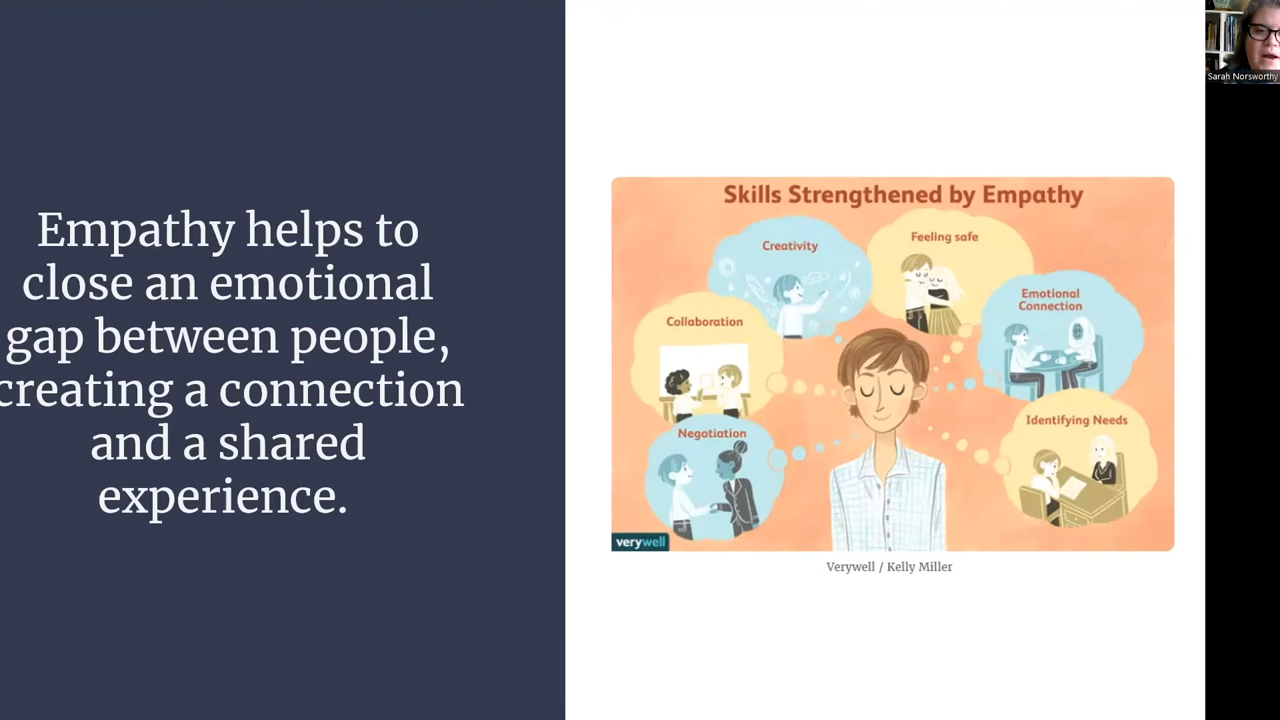 Empathy helps to
close an emotional
gap between people,
creating a connection
and a shared
experience.
Skills Strengthened by Empathy
Creativity
Feeling safe
Collaboration
Emotional
Connection
Negotiation
Identifying Needs
verywell
Verywell / Kelly Miller
Sarah Norsworthy